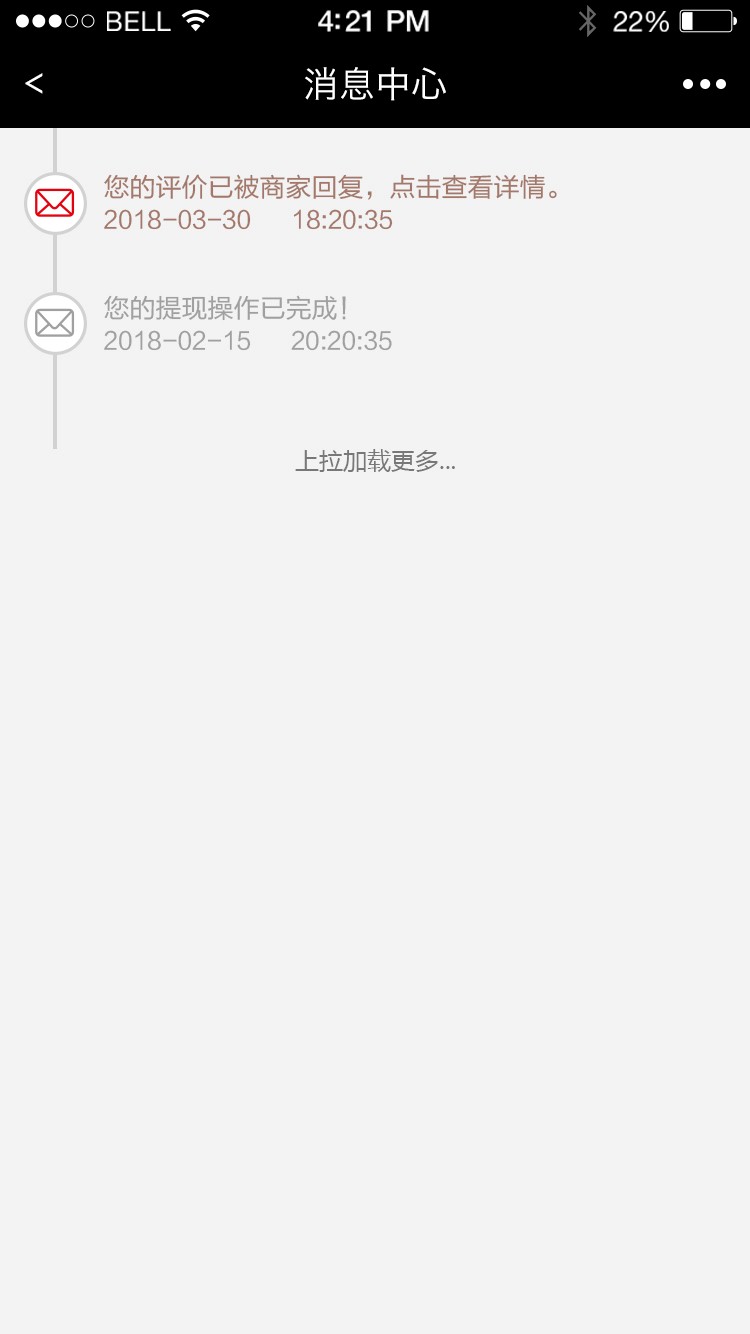 BELL 4:21 PM 22%
< 消息中心
您的评价已被商家回复，点击查看详情。
2018-03-30 18:20:35
您的提现操作已完成！
2018-02-15 20:20:35
上拉加载更多...